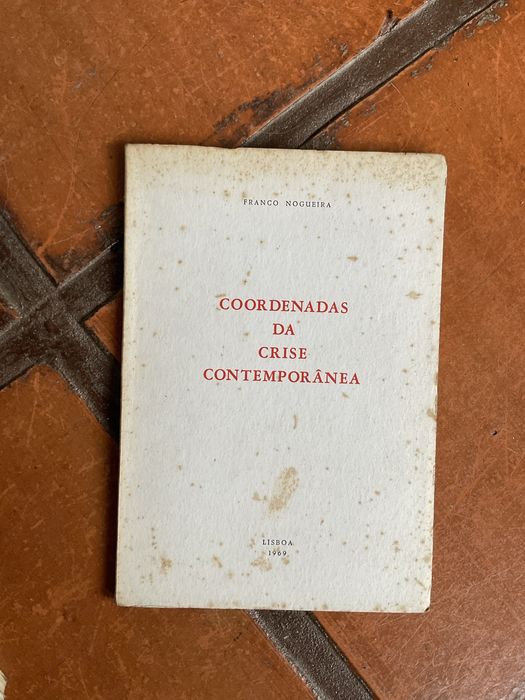 FRANCO NOGUEIRA
COORDENADAS
DA
CRISE
CONTEMPORÂNEA
LISBOA
1969